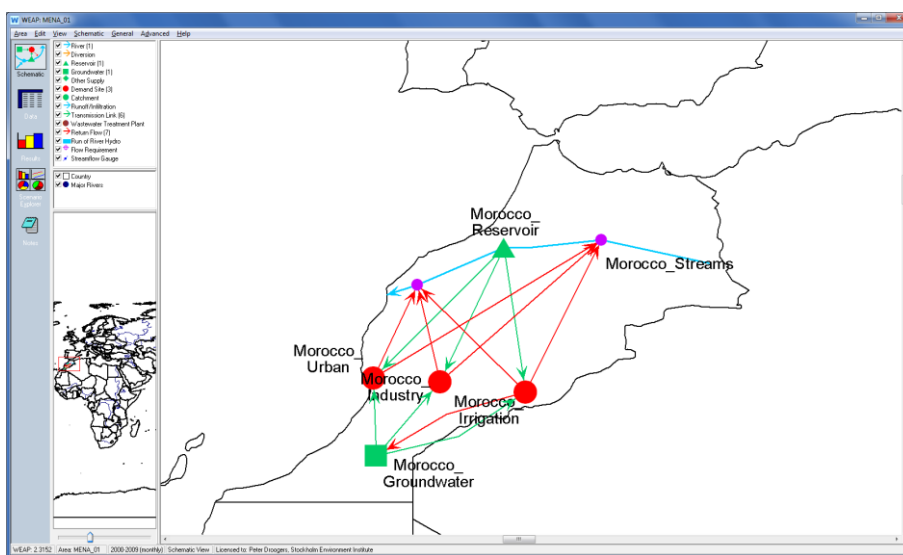 WEAP: MENA_01
Area Edit View Schematic General Advanced Help
Schematic
Data
Results
Scenario
Explorer
Notes
River (1)
Diversion
Reservoir (1)
Groundwater (1)
Other Supply
Demand Site (3)
Catchment
Runoff/Infiltration
Transmission Link (6)
Wastewater Treatment Plant
Return Flow (7)
Run of River Hydro
Flow Requirement
Streamflow Gauge
Country
Major Rivers
Morocco_
Reservoir
Morocco_Streams
Morocco_
Urban
Morocco_
Industry
Morocco_
Irrigation
Morocco_
Groundwater
WEAP: 2.3152 Area: MENA_01 2000-2009 (monthly) Schematic View Licensed to: Peter Droogers, Stockholm Environment Institute